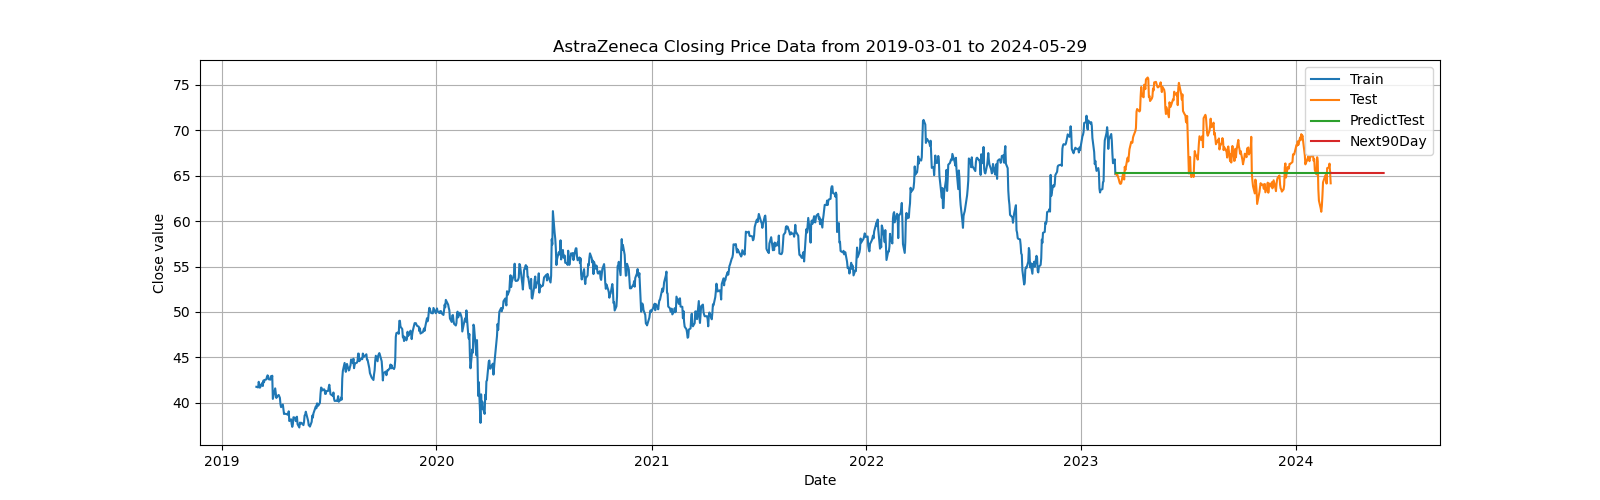 AstraZeneca Closing Price Data from 2019-03-01 to 2024-05-29
Train
Test
PredictTest
Next90Day
75
70
65
60
55
50
45
40
Close value
2019 2020 2021 2022 2023 2024
Date